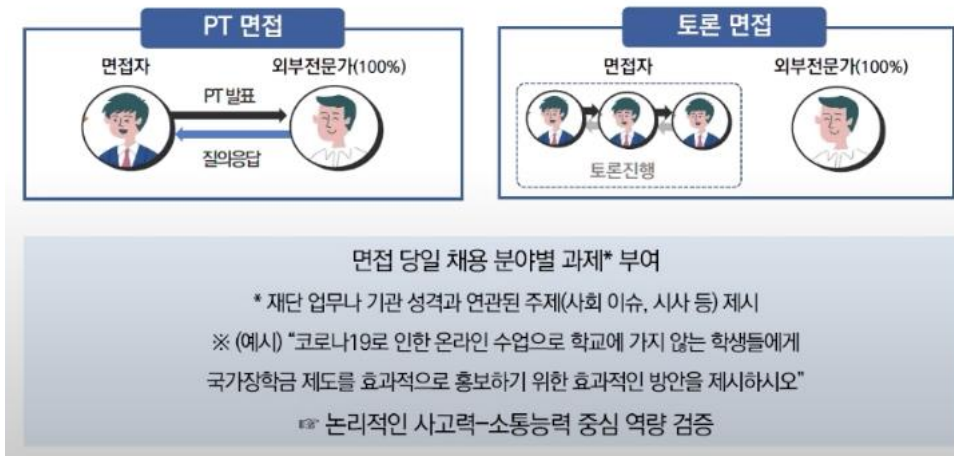 PT 면접
면접자
외부전문가(100%)
PT 발표
질의응답
토론 면접
면접자
외부전문가(100%)
토론진행
면접 당일 채용 분야별 과제* 부여
* 재단 업무나 기관 성격과 연관된 주제(사회 이슈, 시사 등) 제시
※ (예시) “코로나19로 인한 온라인 수업으로 학교에 가지 않는 학생들에게
국가장학금 제도를 효과적으로 홍보하기 위한 효과적인 방안을 제시하시오”
☞ 논리적인 사고력-소통능력 중심 역량 검증